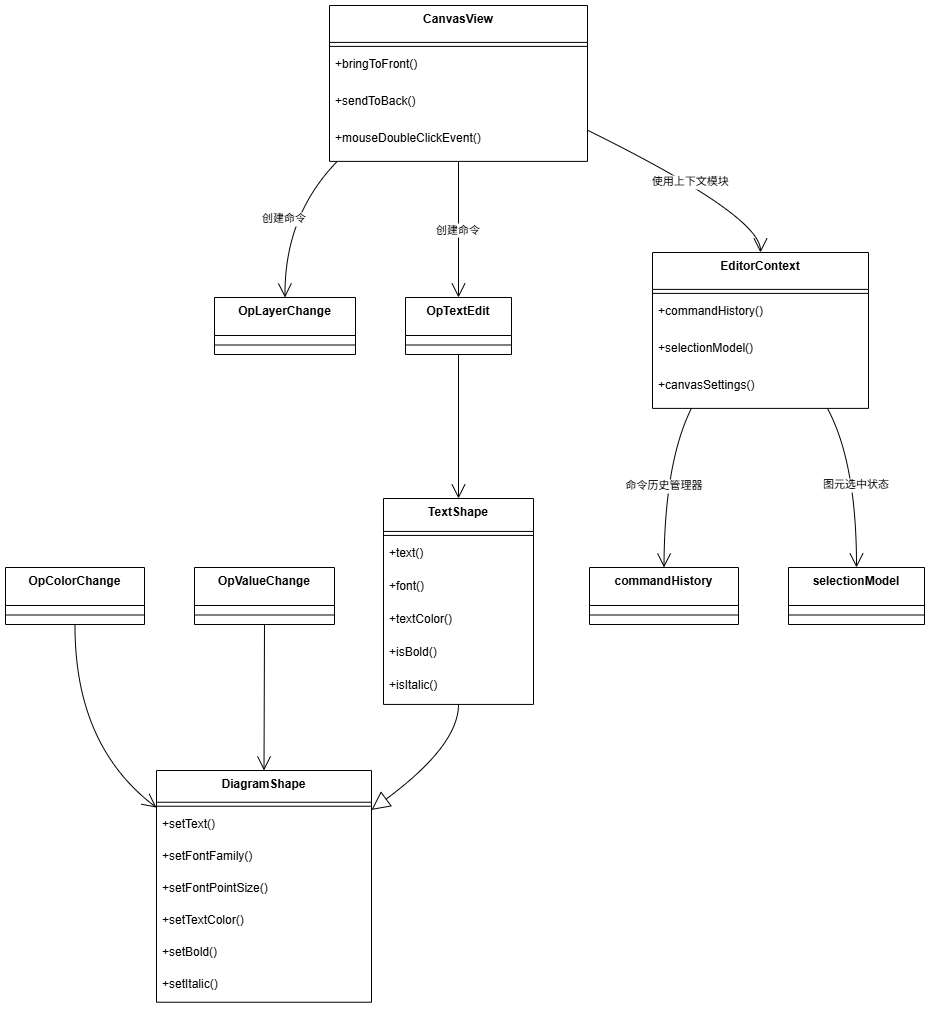 CanvasView
+bringToFront()
+sendToBack()
+mouseDoubleClickEvent()
使用上下文模块
创建命令
创建命令
EditorContext
+commandHistory()
+selectionModel()
+canvasSettings()
OpLayerChange
OpTextEdit
命令历史管理器
图元选中状态
TextShape
+text()
+font()
+textColor()
+isBold()
+isItalic()
OpColorChange
OpValueChange
commandHistory
selectionModel
DiagramShape
+setText()
+setFontFamily()
+setFontPointSize()
+setTextColor()
+setBold()
+setItalic()